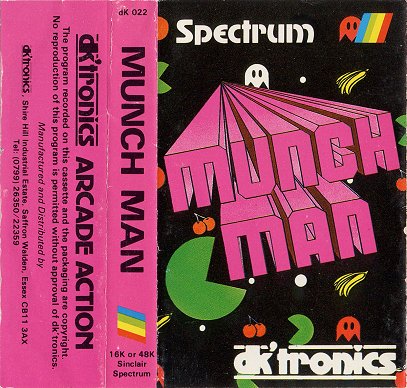 dk'tronics ARCADE ACTION
The program recorded on this cassette and the packaging are copyright.
No reproduction of this program is permitted without approval of dk'tronics.
Manufactured and Distributed by
dk'tronics, Shire Hill Industrial Estate, Saffron Walden, Essex CB11 3AX
Tel: (0799) 26350/22359
dK 022
MUNCH MAN
16K or 48K
Sinclair
Spectrum
Spectrum
MUNCH
MAN
dk'tronics